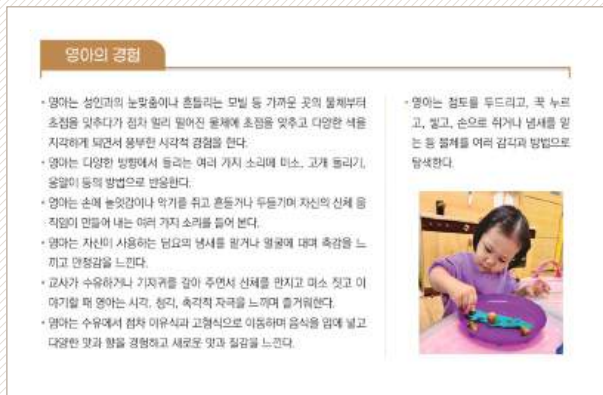 영아의 경험
• 영아는 성인과의 눈맞춤이나 흔들리는 모빌 등 가까운 곳의 물체부터
초점을 맞추다가 점차 멀리 떨어진 물체에 초점을 맞추고 다양한 색을
지각하게 되면서 풍부한 시각적 경험을 한다.
• 영아는 다양한 방향에서 들리는 여러 가지 소리에 미소, 고개 돌리기,
옹알이 등의 방법으로 반응한다.
• 영아는 손에 놀잇감이나 악기를 쥐고 흔들거나 두들기며 자신의 신체 움
직임이 만들어 내는 여러 가지 소리를 들어 본다.
• 영아는 자신이 사용하는 담요의 냄새를 맡거나 얼굴에 대며 촉감을 느
끼고 안정감을 느낀다.
• 교사가 수유하거나 기저귀를 갈아 주면서 신체를 만지고 미소 짓고 이
야기할 때 영아는 시각, 청각, 촉각적 자극을 느끼며 즐거워한다.
• 영아는 수유에서 점차 이유식과 고형식으로 이동하며 음식을 입에 넣고
다양한 맛과 향을 경험하고 새로운 맛과 질감을 느낀다.
• 영아는 점토를 두드리고, 꾹 누르
고, 빚고, 손으로 쥐거나 냄새를 맡
는 등 물체를 여러 감각과 방법으로
탐색한다.